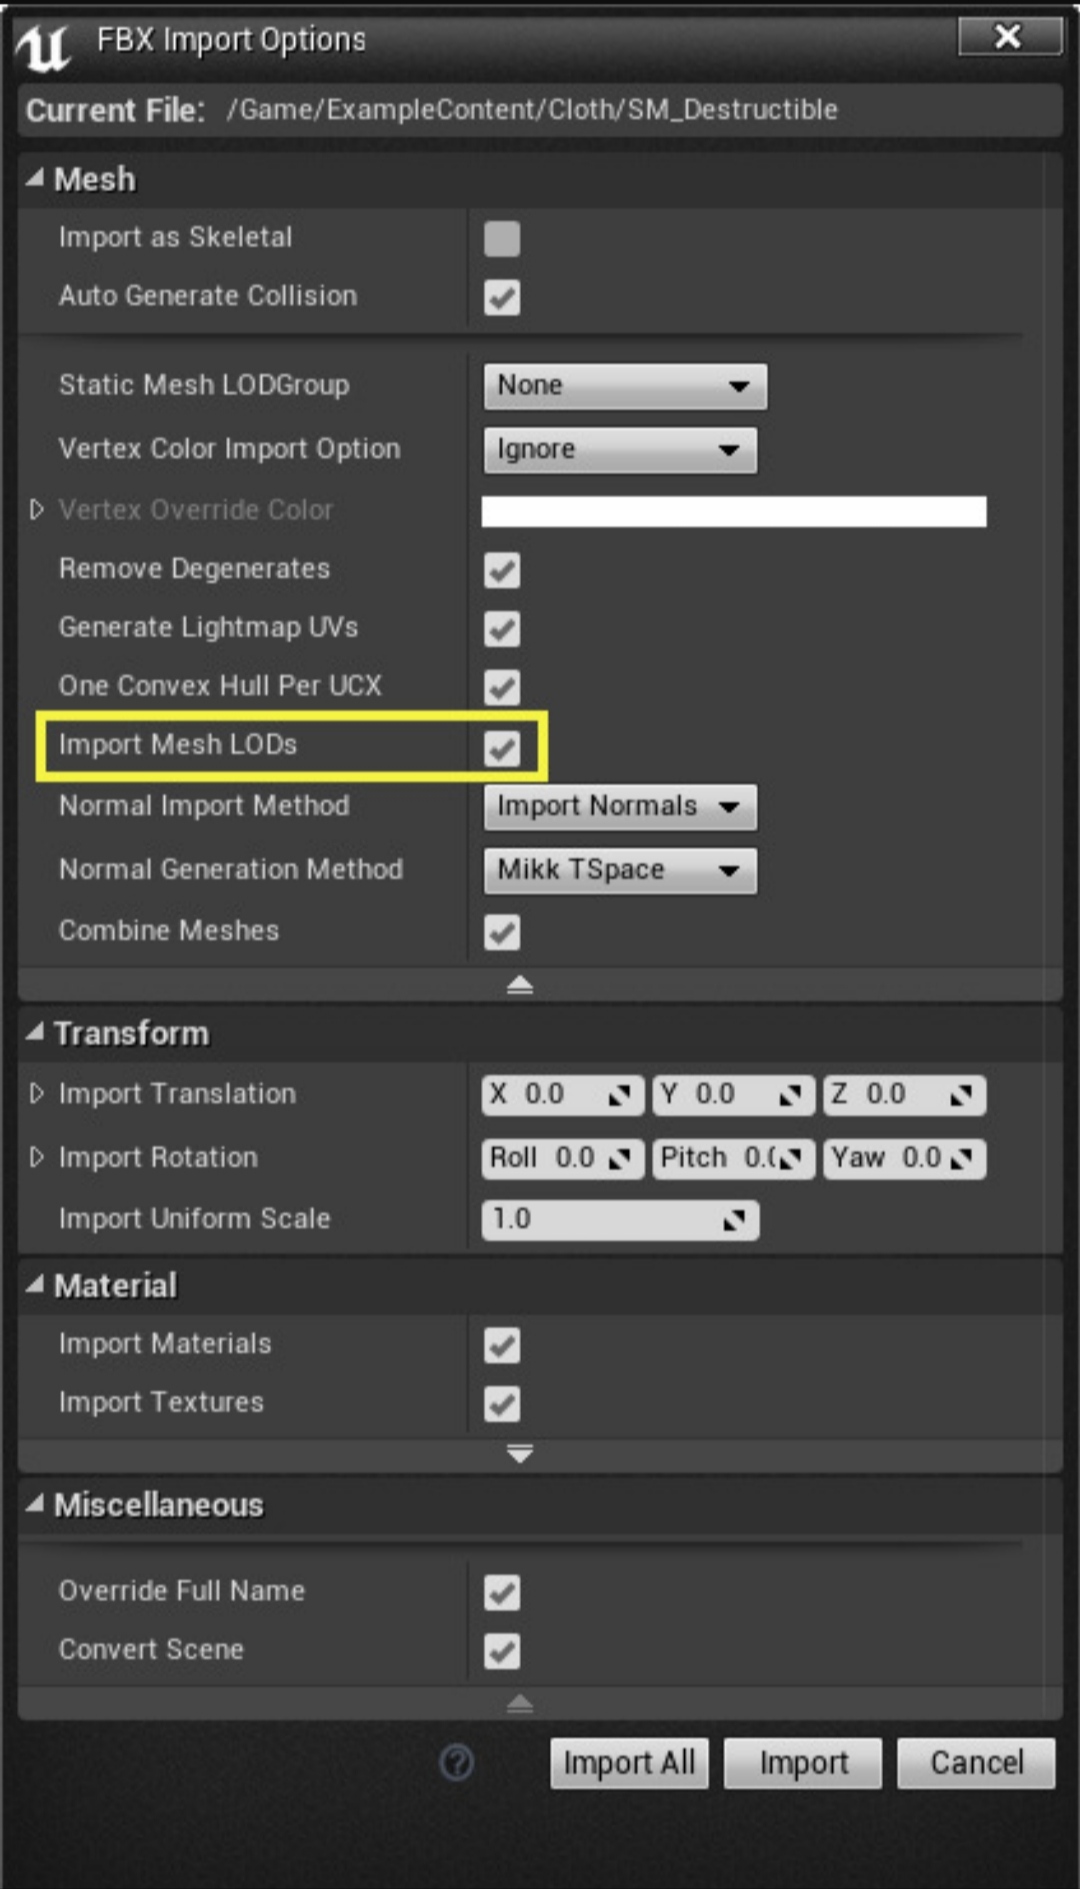 FBX Import Options
Current File: /Game/ExampleContent/Cloth/SM_Destructible
Mesh
Import as Skeletal
Auto Generate Collision
Static Mesh LODGroup None
Vertex Color Import Option Ignore
Vertex Override Color
Remove Degenerates
Generate Lightmap UVs
One Convex Hull Per UCX
Import Mesh LODs
Normal Import Method Import Normals
Normal Generation Method Mikk TSpace
Combine Meshes
Transform
Import Translation X 0.0 Y 0.0 Z 0.0
Import Rotation Roll 0.0 Pitch Yaw 0.0
Import Uniform Scale 1.0
Material
Import Materials
Import Textures
Miscellaneous
Override Full Name
Convert Scene
? Import All Import Cancel